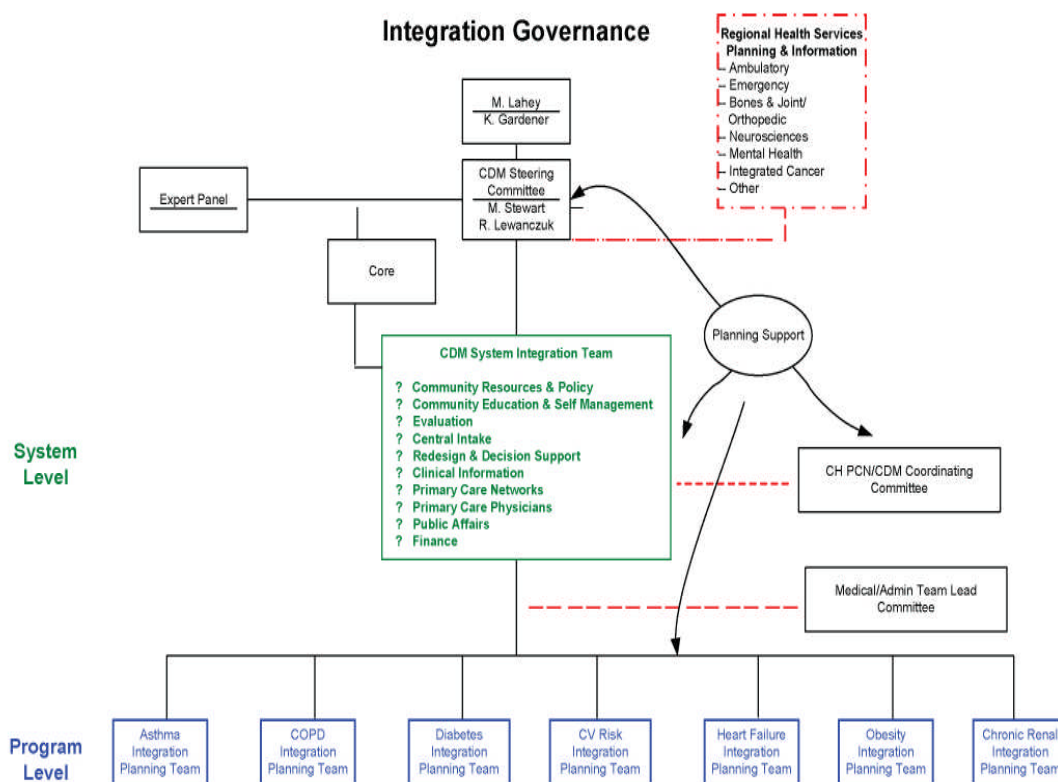 Integration Governance
Regional Health Services
Planning & Information
Ambulatory
Emergency
Bones & Joint/
Orthopedic
Neurosciences
Mental Health
Integrated Cancer
Other
M. Lahey
K. Gardener
CDM Steering
Committee
M. Stewart
R. Lewanczuk
Expert Panel
Core
Planning Support
CDM System Integration Team
? Community Resources & Policy
? Community Education & Self Management
? Evaluation
? Central Intake
? Redesign & Decision Support
? Clinical Information
? Primary Care Networks
? Primary Care Physicians
? Public Affairs
? Finance
System
Level
CH PCN/CDM Coordinating
Committee
Medical/Admin Team Lead
Committee
Program
Level
Asthma
Integration
Planning Team
COPD
Integration
Planning Team
Diabetes
Integration
Planning Team
CV Risk
Integration
Planning Team
Heart Failure
Integration
Planning Team
Obesity
Integration
Planning Team
Chronic Renal
Integration
Planning Team